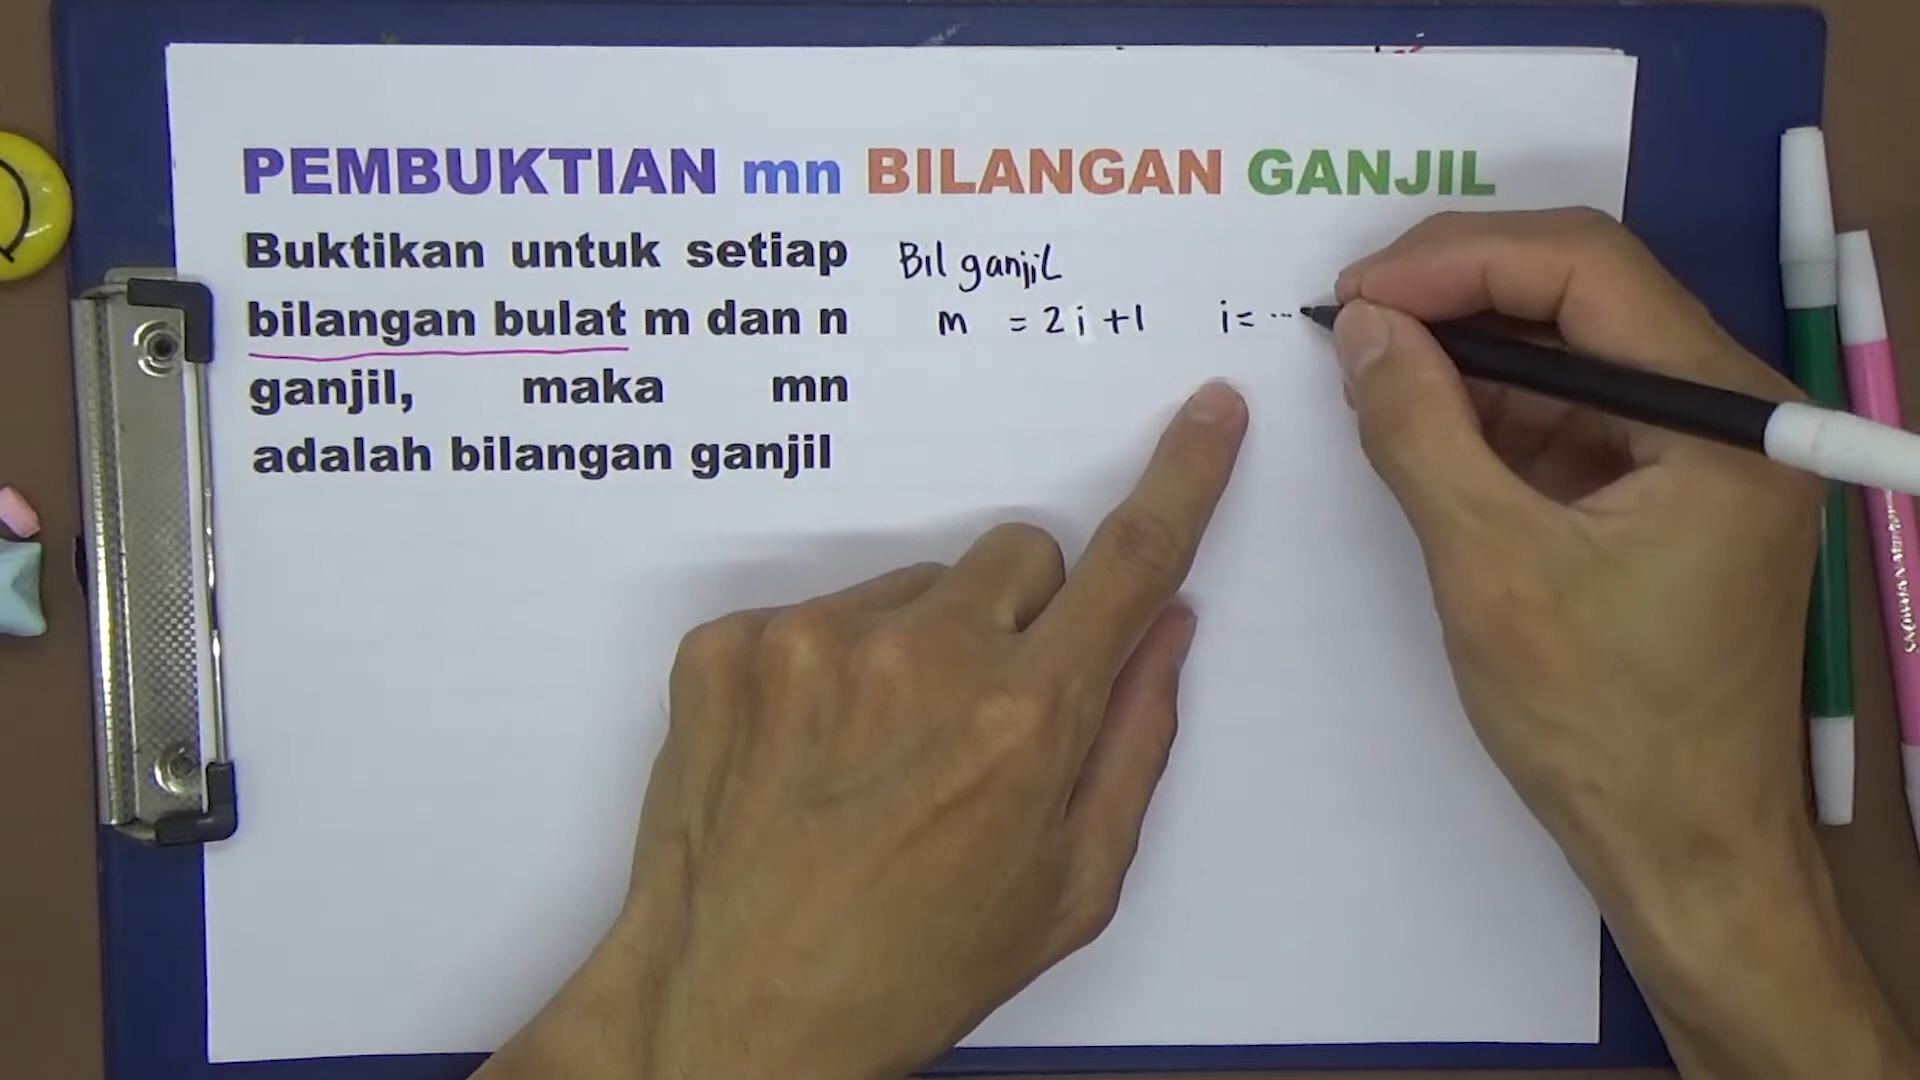 PEMBUKTIAN mn BILANGAN GANJIL
Buktikan untuk setiap
bilangan bulat m dan n
ganjil, maka mn
adalah bilangan ganjil
Bil ganjil
m = 2i +1 i= ...
SNOWMAN